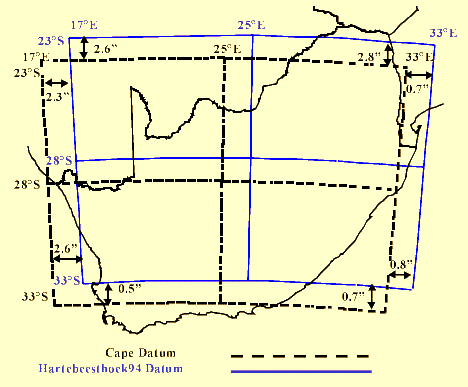 17°E 25°E 33°E
23°S
2.6” 25°E 2.8” 33°E
17°E
23°S
2.3” 0.7”
28°S
28°S
2.6” 0.8”
33°S
0.5” 0.7”
33°S
Cape Datum
Hartebeesthoek94 Datum